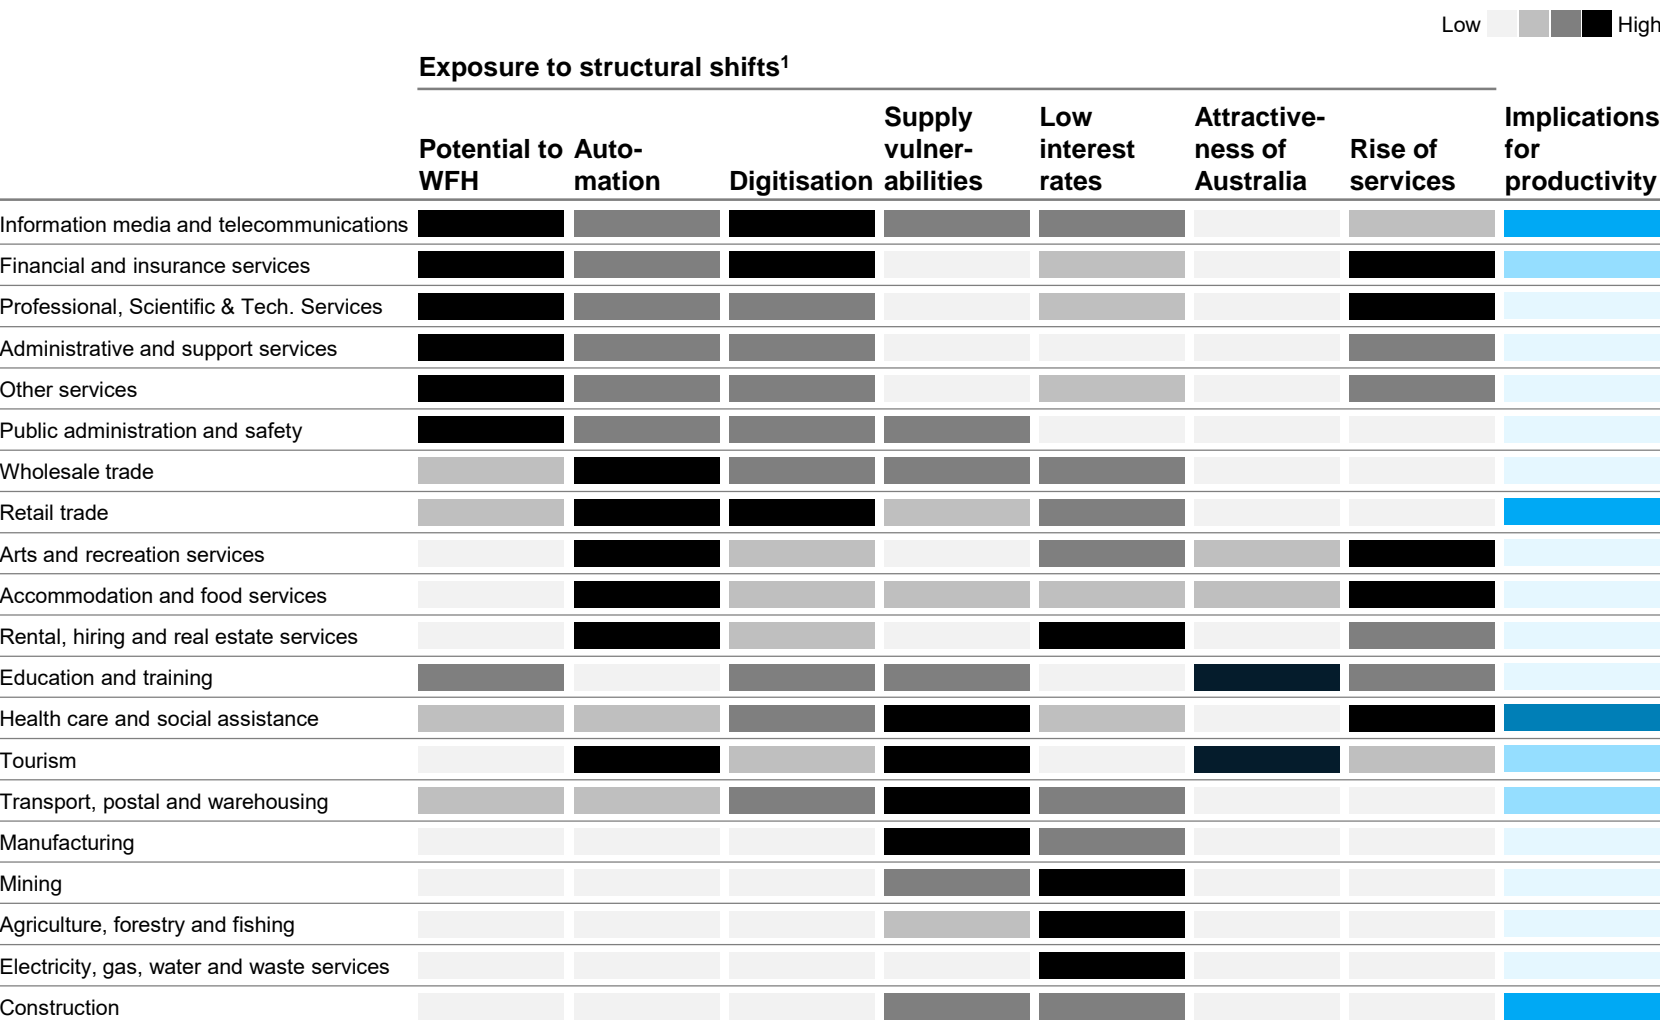 Low High
Exposure to structural shifts¹
Potential to WFH
Auto-mation
Digitisation
Supply vulner-abilities
Low interest rates
Attractive-ness of Australia
Rise of services
Implications for productivity
Information media and telecommunications
Financial and insurance services
Professional, Scientific & Tech. Services
Administrative and support services
Other services
Public administration and safety
Wholesale trade
Retail trade
Arts and recreation services
Accommodation and food services
Rental, hiring and real estate services
Education and training
Health care and social assistance
Tourism
Transport, postal and warehousing
Manufacturing
Mining
Agriculture, forestry and fishing
Electricity, gas, water and waste services
Construction